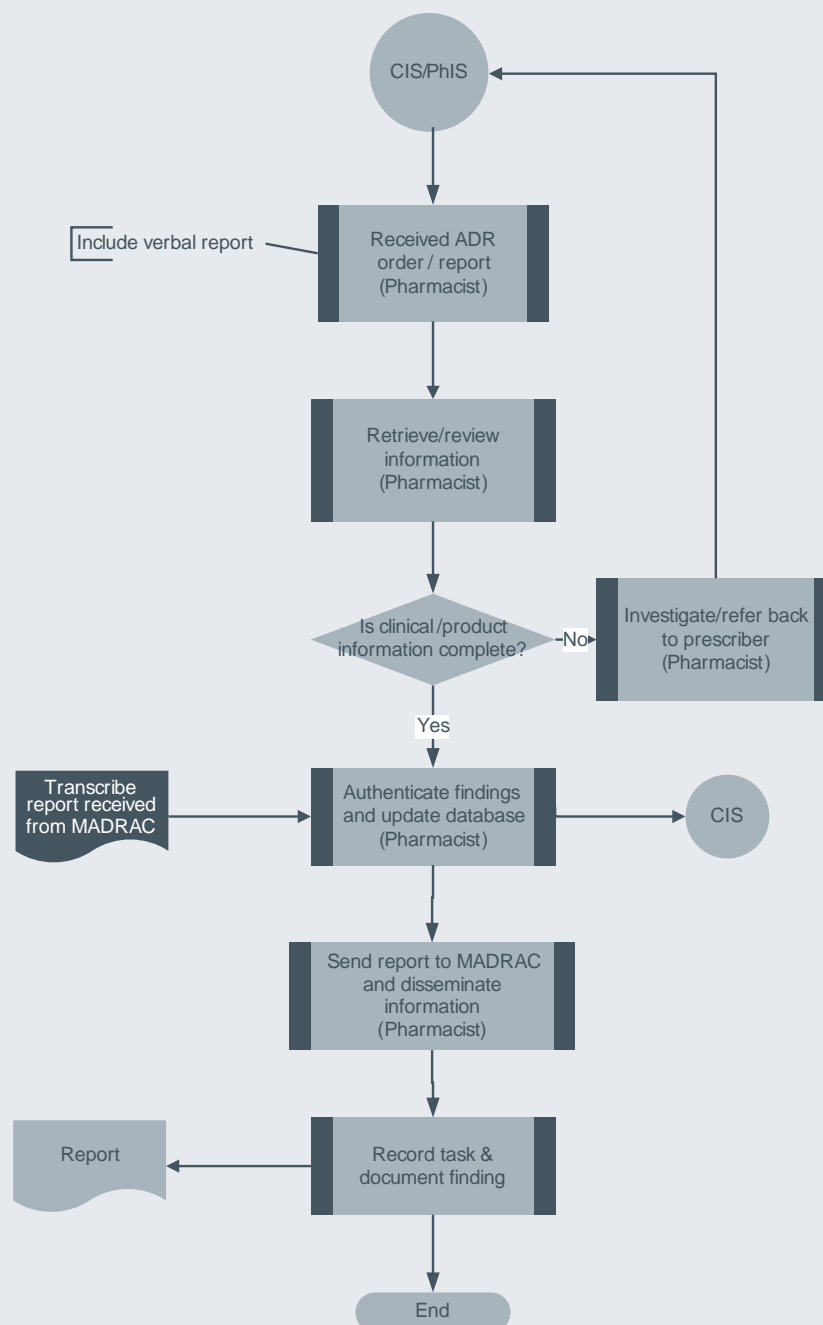 CIS/PhIS
Include verbal report
Received ADR
order / report
(Pharmacist)
Retrieve/review
information
(Pharmacist)
Is clinical/product
information complete?
No
Investigate/refer back
to prescriber
(Pharmacist)
Yes
Transcribe
report received
from MADRAC
Authenticate findings
and update database
(Pharmacist)
CIS
Send report to MADRAC
and disseminate
information
(Pharmacist)
Report
Record task &
document finding
End